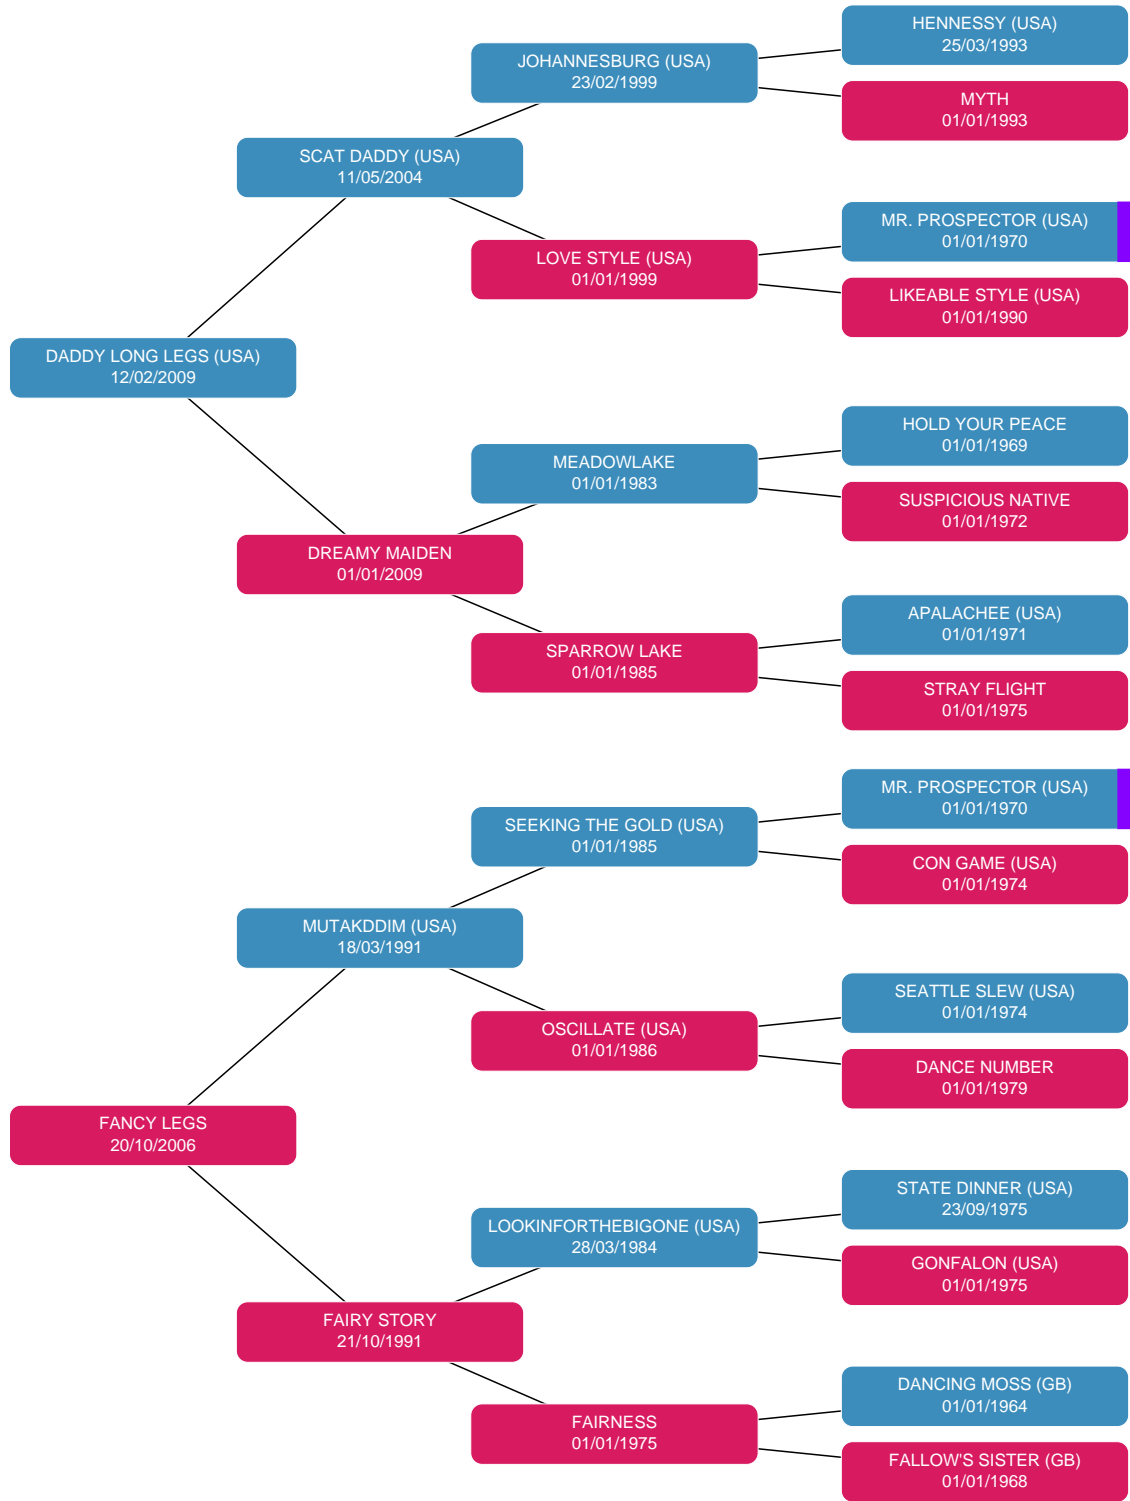 HENNESSY (USA)
25/03/1993
JOHANNESBURG (USA)
23/02/1999
MYTH
01/01/1993
SCAT DADDY (USA)
11/05/2004
MR. PROSPECTOR (USA)
01/01/1970
LOVE STYLE (USA)
01/01/1999
LIKEABLE STYLE (USA)
01/01/1990
DADDY LONG LEGS (USA)
12/02/2009
HOLD YOUR PEACE
01/01/1969
MEADOWLAKE
01/01/1983
SUSPICIOUS NATIVE
01/01/1972
DREAMY MAIDEN
01/01/2009
APALACHEE (USA)
01/01/1971
SPARROW LAKE
01/01/1985
STRAY FLIGHT
01/01/1975
MR. PROSPECTOR (USA)
01/01/1970
SEEKING THE GOLD (USA)
01/01/1985
CON GAME (USA)
01/01/1974
MUTAKDDIM (USA)
18/03/1991
SEATTLE SLEW (USA)
01/01/1974
OSCILLATE (USA)
01/01/1986
DANCE NUMBER
01/01/1979
FANCY LEGS
20/10/2006
STATE DINNER (USA)
23/09/1975
LOOKINFORTHEBIGONE (USA)
28/03/1984
GONFALON (USA)
01/01/1975
FAIRY STORY
21/10/1991
DANCING MOSS (GB)
01/01/1964
FAIRNESS
01/01/1975
FALLOW'S SISTER (GB)
01/01/1968